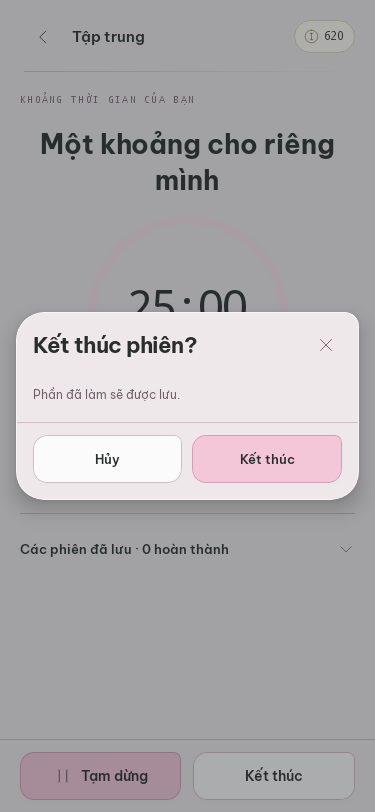 Tập trung
620
KHOẢNG THỜI GIAN CỦA BẠN
Một khoảng cho riêng
mình
25:00
Kết thúc phiên?
Phần đã làm sẽ được lưu.
Hủy
Kết thúc
Các phiên đã lưu · 0 hoàn thành
Tạm dừng
Kết thúc